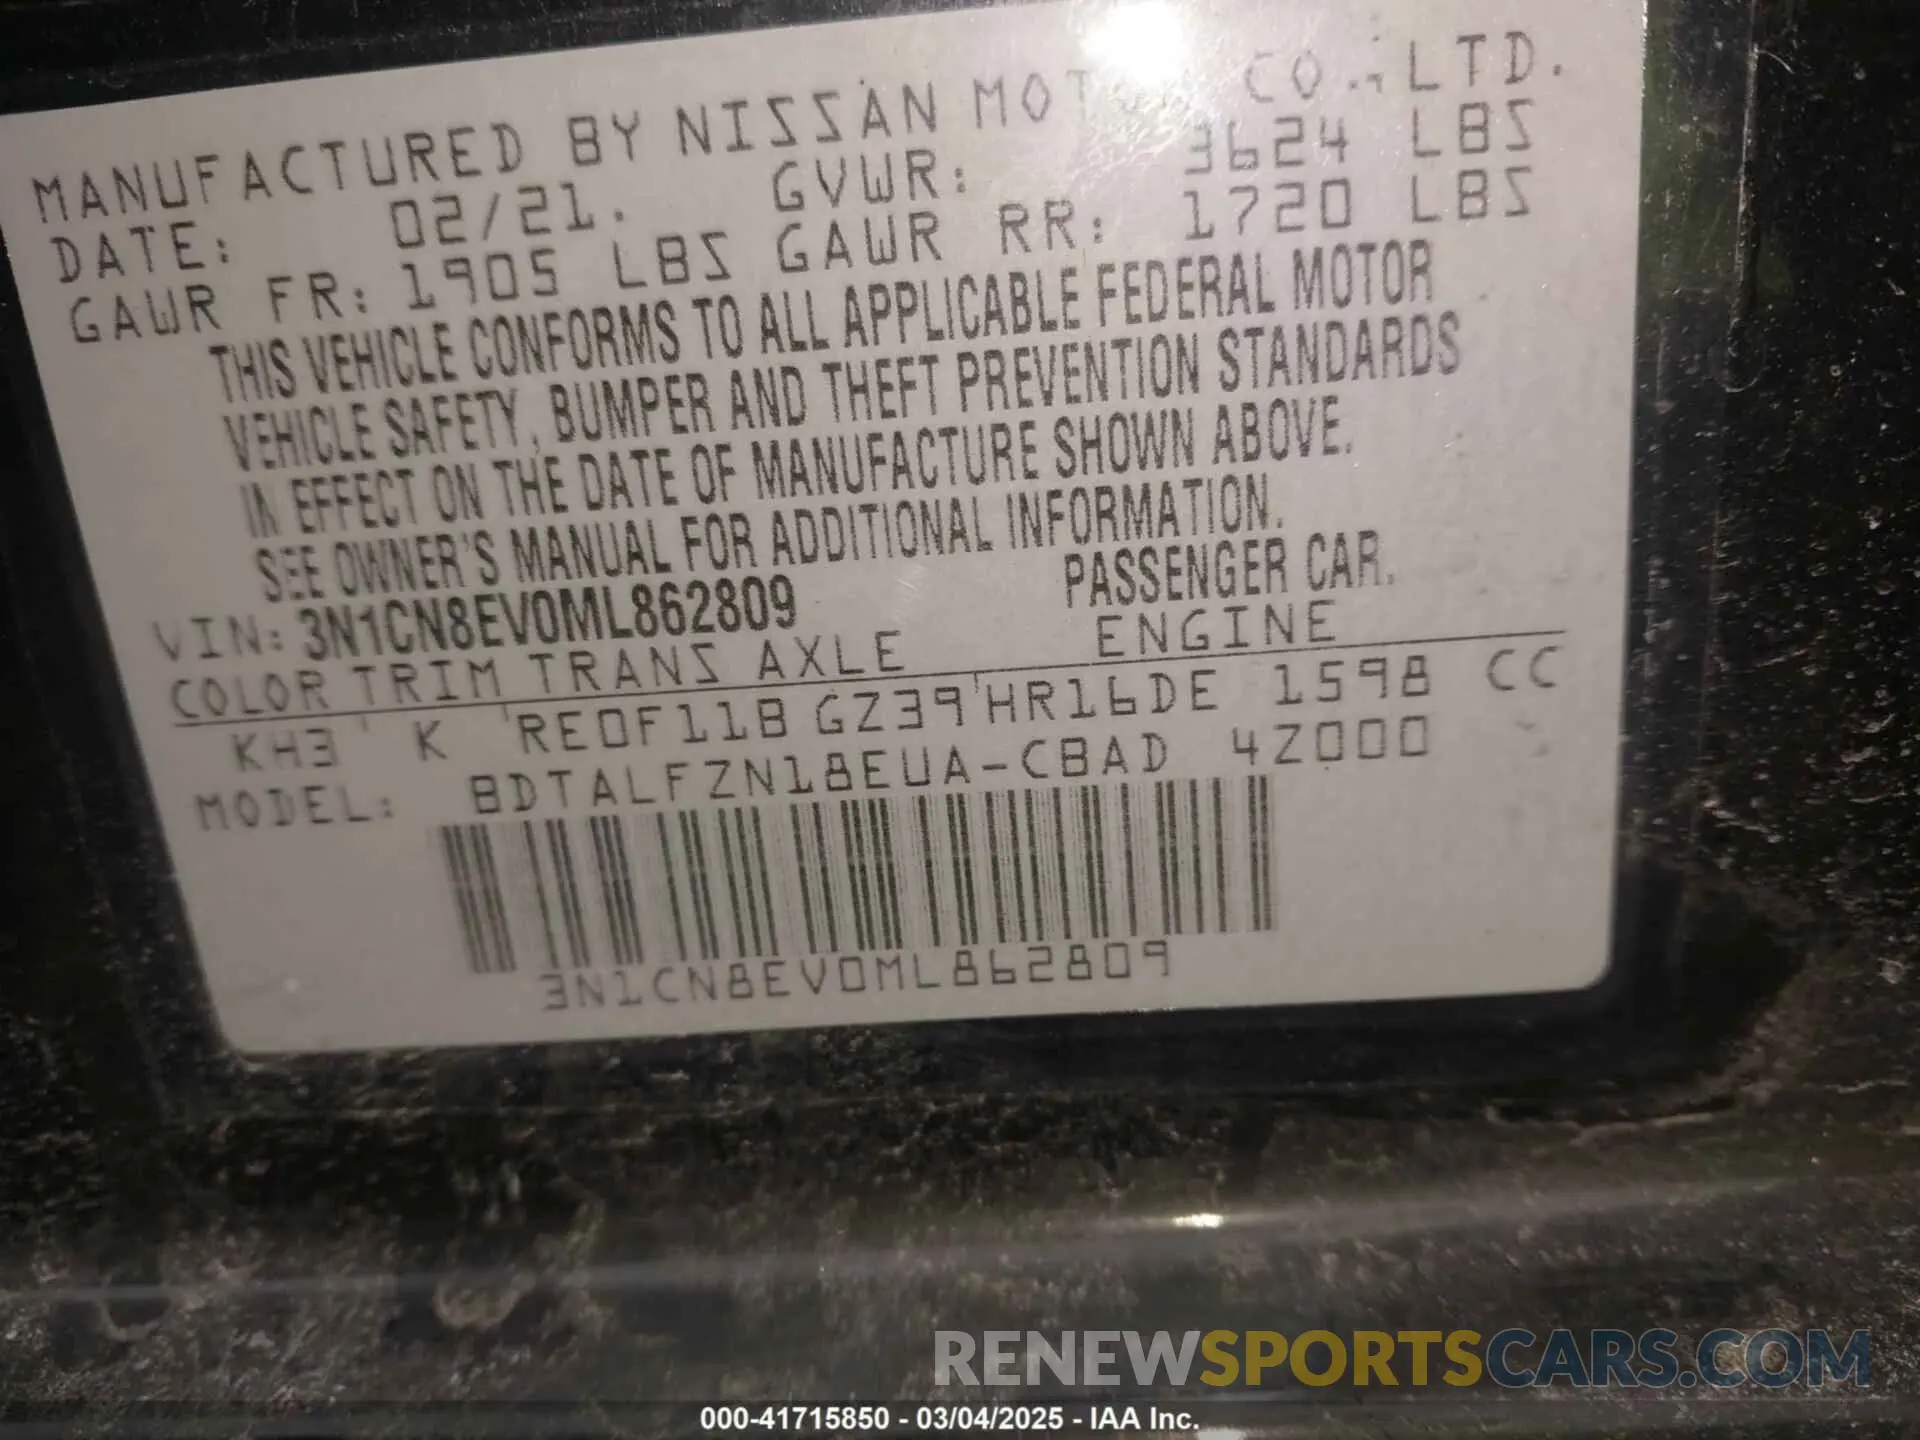 MANUFACTURED BY NISSAN MOTOR CO., LTD.
DATE: 02/21. GVWR: 3624 LBS
GAWR FR: 1905 LBS GAWR RR: 1720 LBS
THIS VEHICLE CONFORMS TO ALL APPLICABLE FEDERAL MOTOR
VEHICLE SAFETY, BUMPER AND THEFT PREVENTION STANDARDS
IN EFFECT ON THE DATE OF MANUFACTURE SHOWN ABOVE.
SEE OWNER'S MANUAL FOR ADDITIONAL INFORMATION.
VIN: 3N1CN8EV0ML862809 PASSENGER CAR.
COLOR TRIM TRANS AXLE ENGINE
KH3 K RE0F11B GZ39 HR16DE 1598 CC
MODEL: BDTALFZN18EUA-CBAD 4Z000
3N1CN8EV0ML862809
RENEWSPORTSCARS.COM
000-41715850 - 03/04/2025 - IAA Inc.